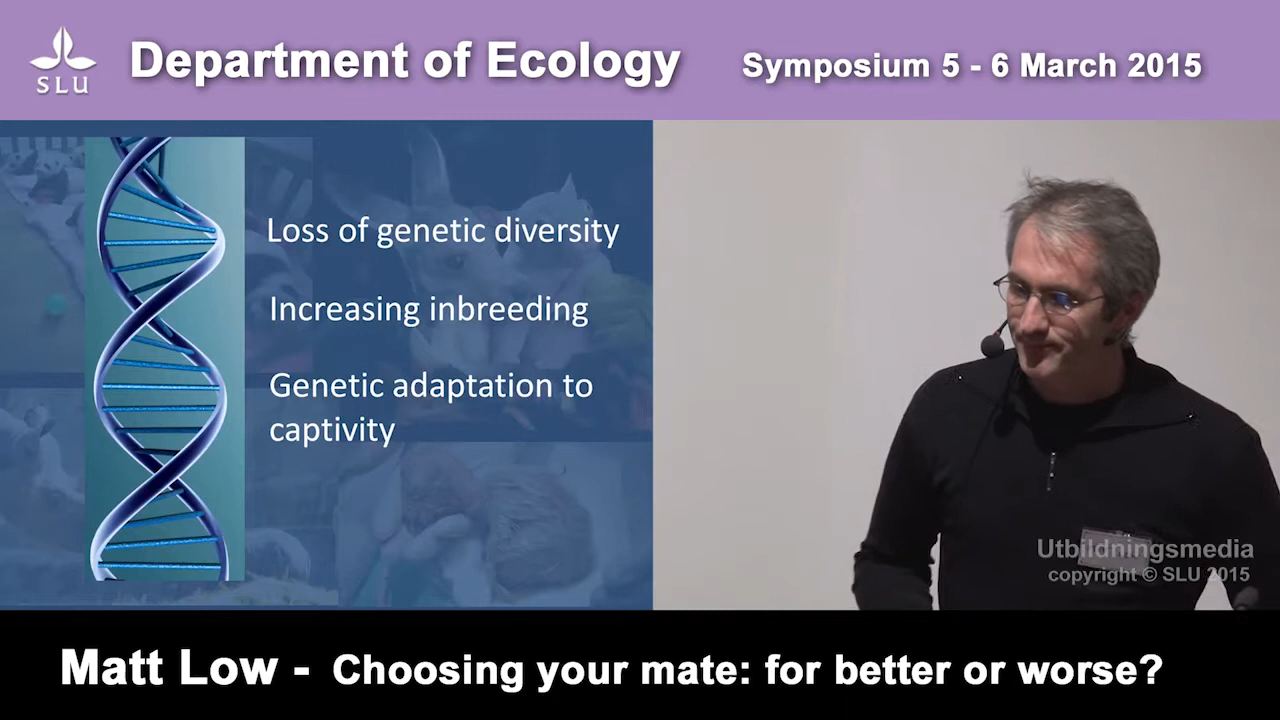 SLU
Department of Ecology
Symposium 5 - 6 March 2015
Loss of genetic diversity
Increasing inbreeding
Genetic adaptation to
captivity
Utbildningsmedia
copyright © SLU 2015
Matt Low - Choosing your mate: for better or worse?